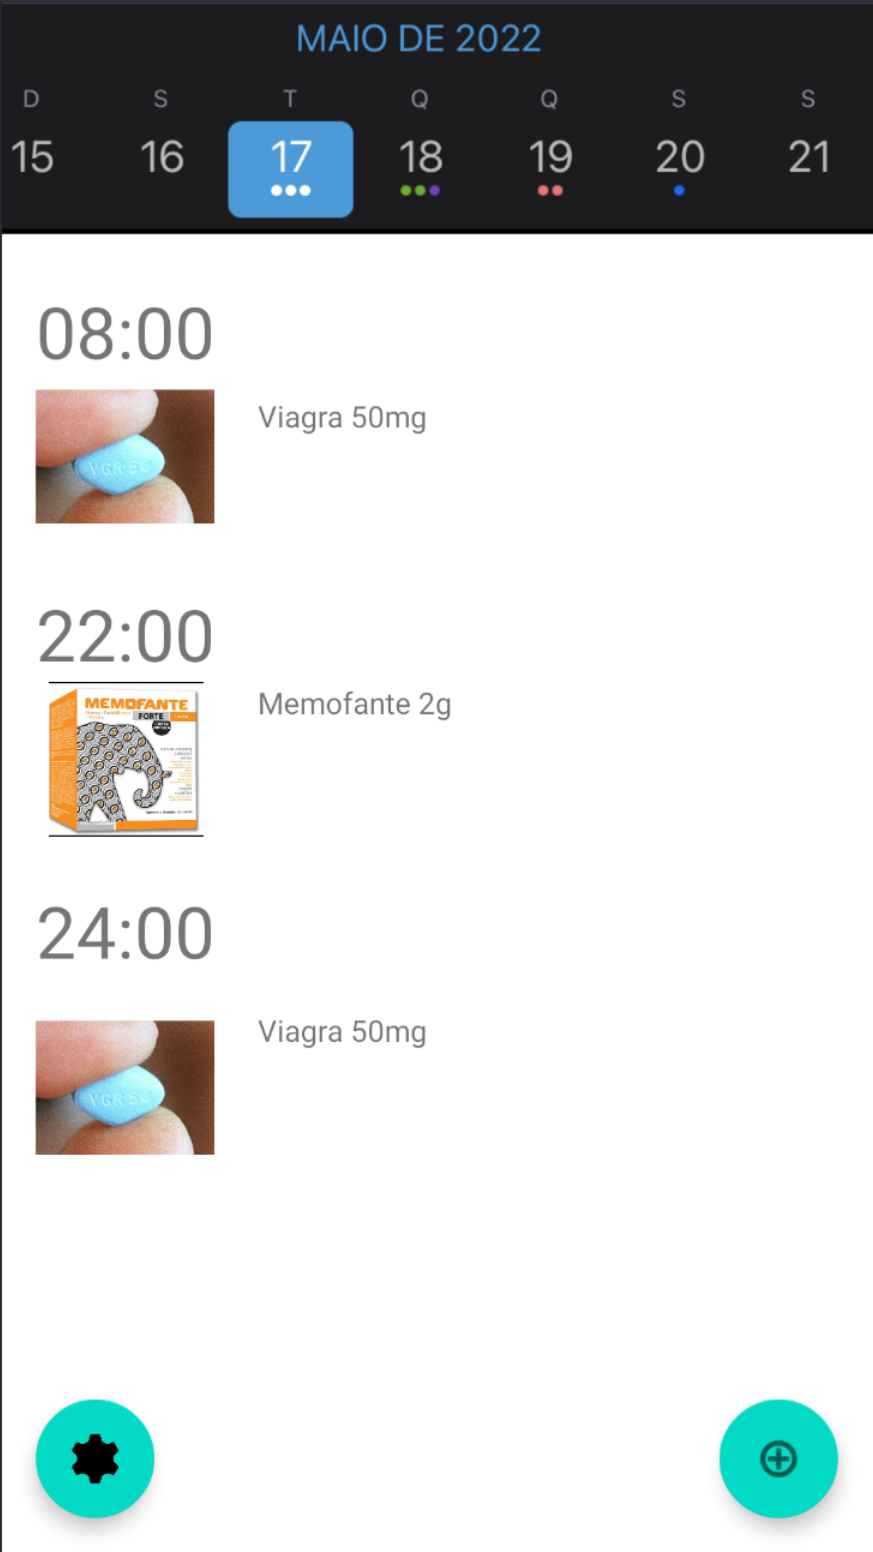 MAIO DE 2022
D S T Q Q S S
15 16 17 18 19 20 21
08:00
VGR 50
Viagra 50mg
22:00
MEMOFANTE
FORTE
Memofante 2g
24:00
VGR 50
Viagra 50mg